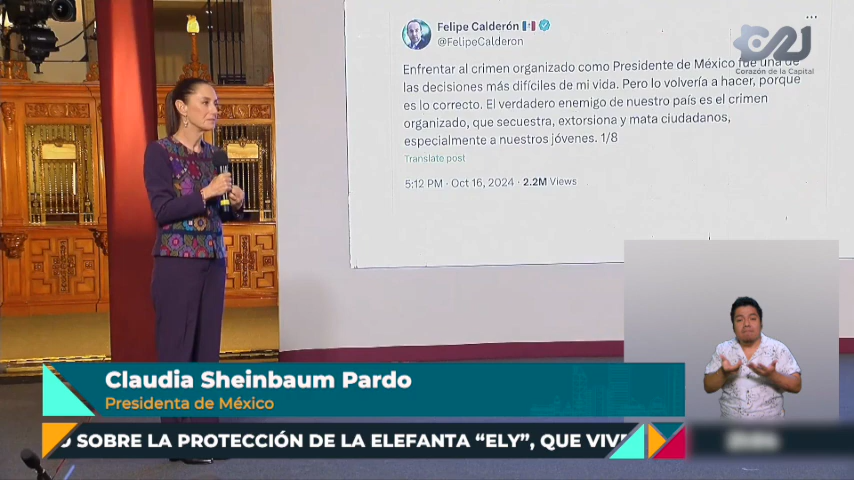 Felipe Calderón
@FelipeCalderon
Enfrentar al crimen organizado como Presidente de México fue una de
las decisiones más difíciles de mi vida. Pero lo volvería a hacer, porque
es lo correcto. El verdadero enemigo de nuestro país es el crimen
organizado, que secuestra, extorsiona y mata ciudadanos,
especialmente a nuestros jóvenes. 1/8
Translate post
5:12 PM · Oct 16, 2024 · 2.2M Views
Corazón de la Capital
Claudia Sheinbaum Pardo
Presidenta de México
O SOBRE LA PROTECCIÓN DE LA ELEFANTA “ELY”, QUE VIVE